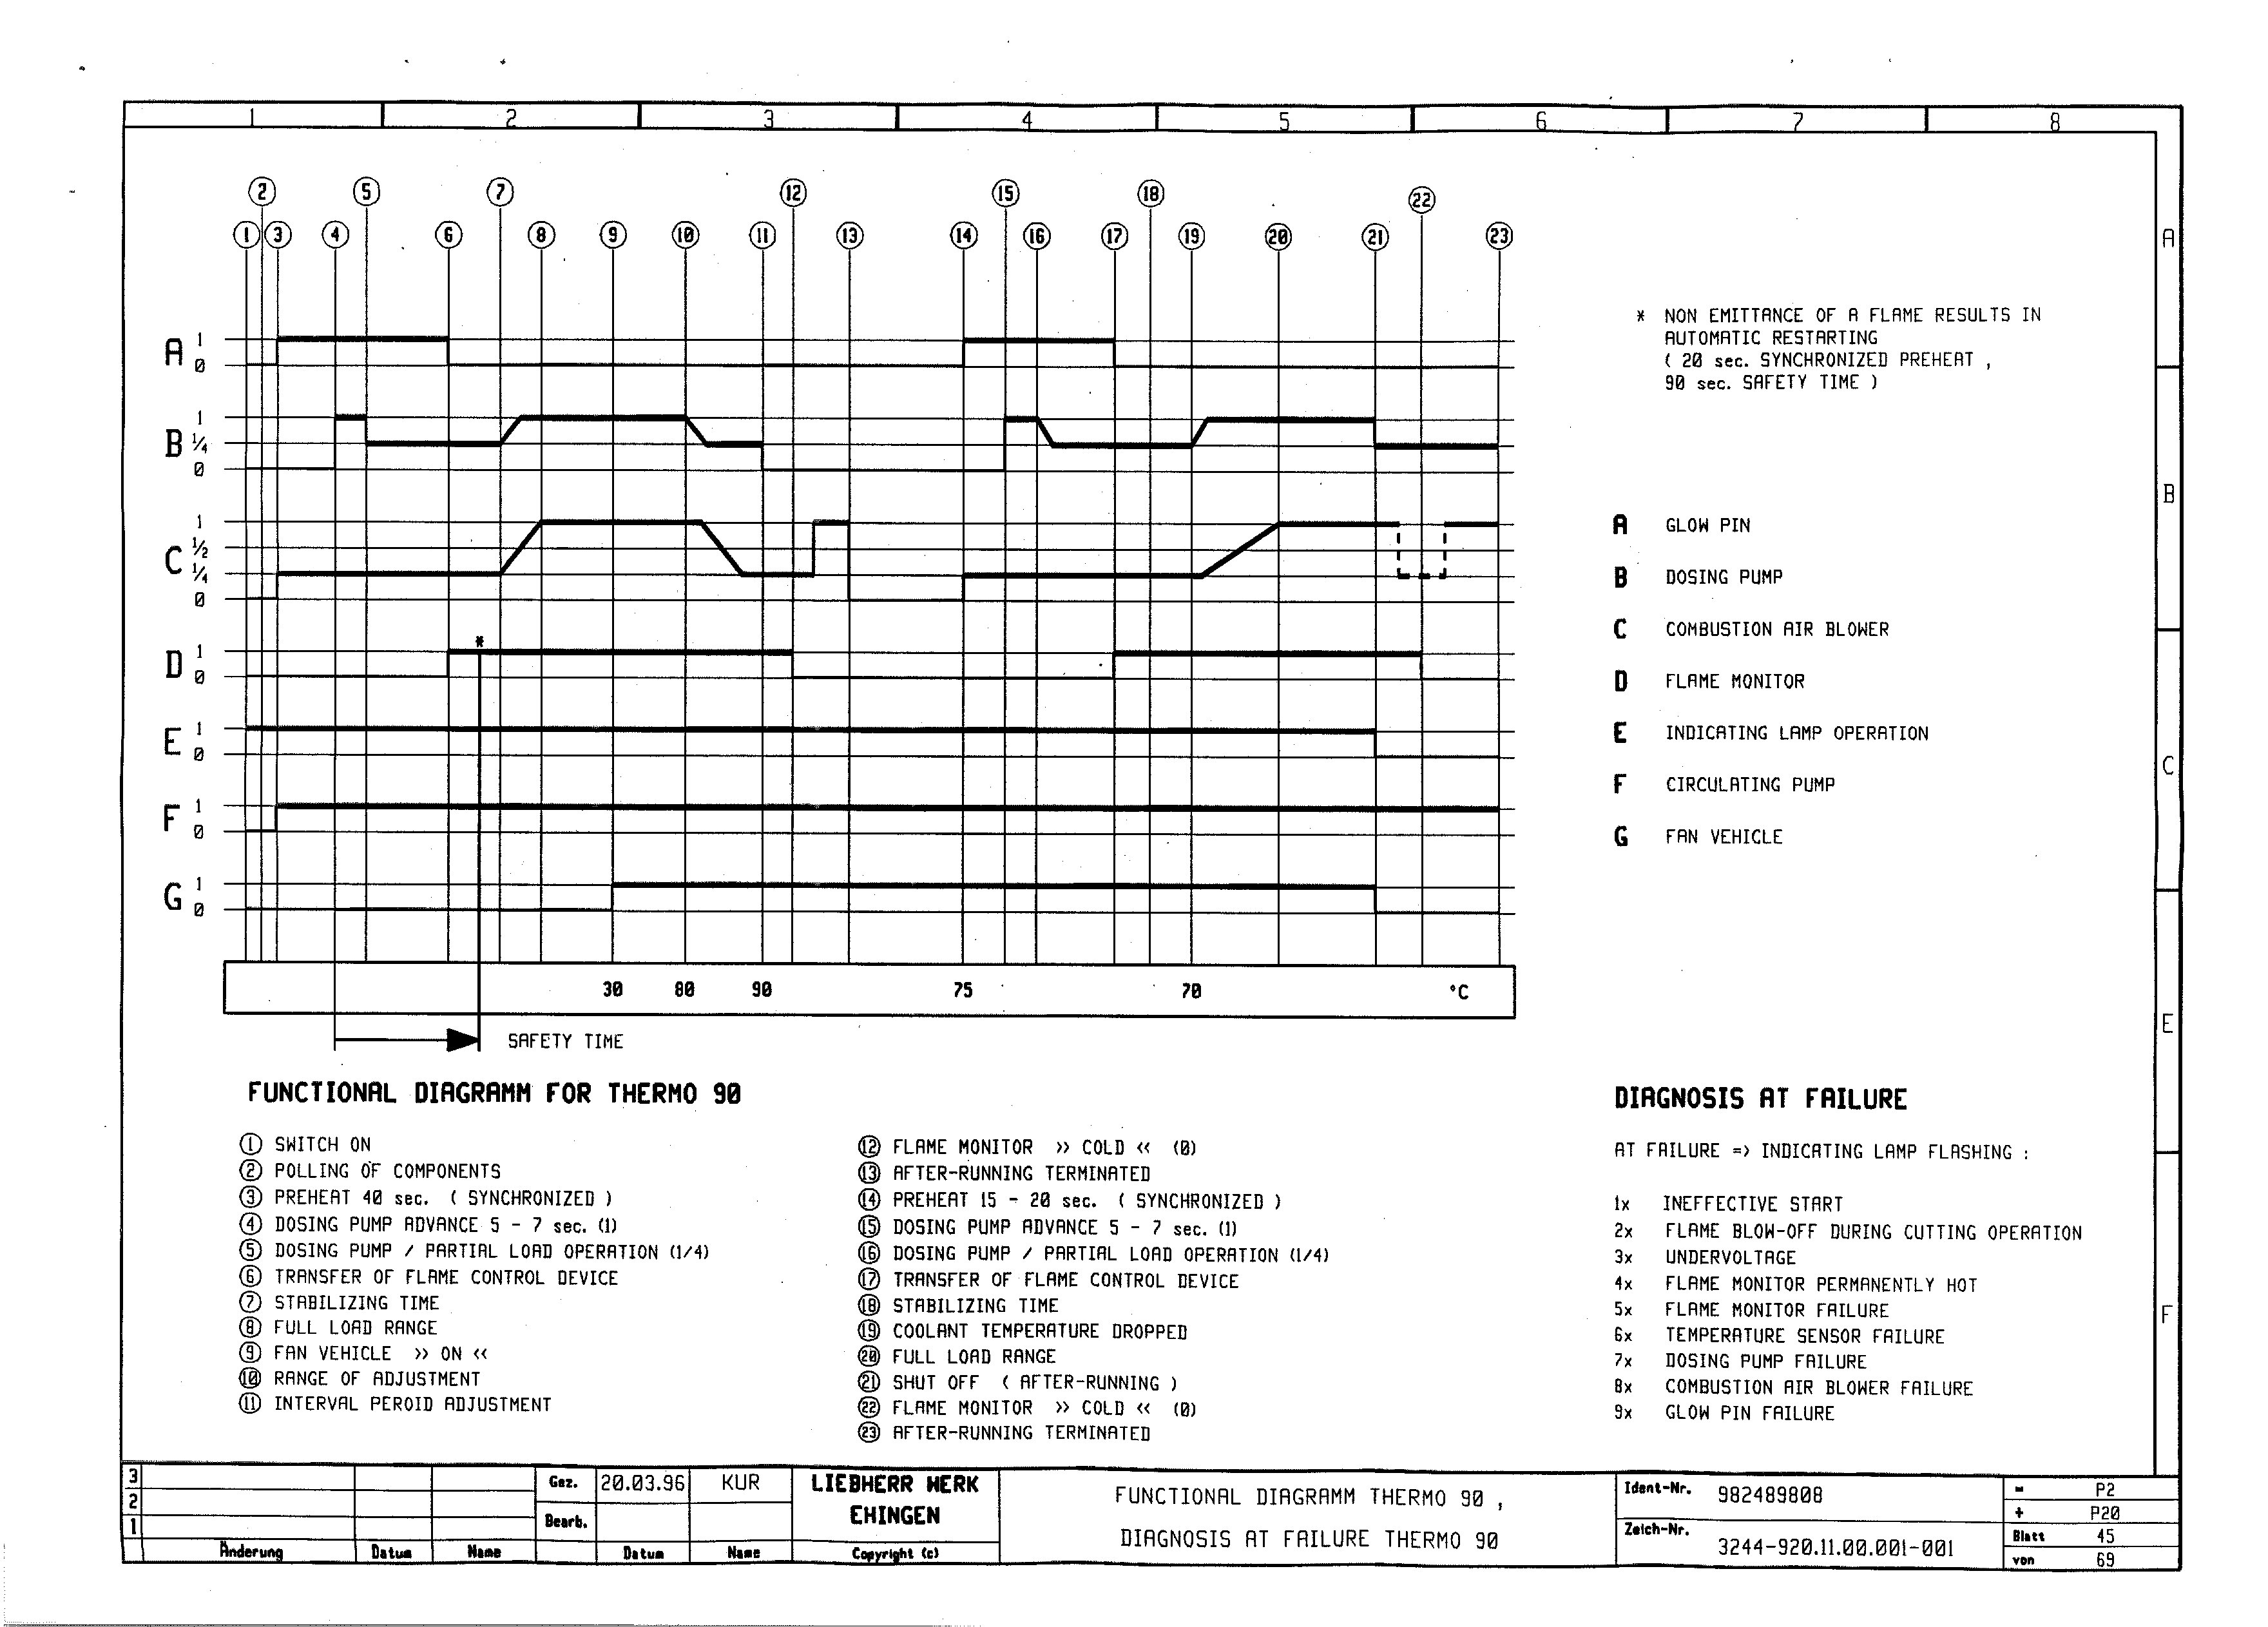 1 2 3 4 5 6 7 8
2 5 7 12 15 18 22
1 3 4 6 8 9 10 11 13 14 16 17 19 20 21 23
A
* NON EMITTANCE OF A FLAME RESULTS IN
AUTOMATIC RESTARTING
( 20 sec. SYNCHRONIZED PREHEAT ,
90 sec. SAFETY TIME )
A 1
0
B 1
1/4
0
B
C 1
1/2
1/4
0
D 1
0
*
E 1
0
F 1
0
G 1
0
A GLOW PIN
B DOSING PUMP
C COMBUSTION AIR BLOWER
D FLAME MONITOR
E INDICATING LAMP OPERATION
F CIRCULATING PUMP
G FAN VEHICLE
C
30 80 90 75 70 °C
E
SAFETY TIME
FUNCTIONAL DIAGRAMM FOR THERMO 90
1 SWITCH ON
2 POLLING OF COMPONENTS
3 PREHEAT 40 sec. ( SYNCHRONIZED )
4 DOSING PUMP ADVANCE 5 - 7 sec. (1)
5 DOSING PUMP / PARTIAL LOAD OPERATION (1/4)
6 TRANSFER OF FLAME CONTROL DEVICE
7 STABILIZING TIME
8 FULL LOAD RANGE
9 FAN VEHICLE >> ON <<
10 RANGE OF ADJUSTMENT
11 INTERVAL PEROID ADJUSTMENT
12 FLAME MONITOR >> COLD << (0)
13 AFTER-RUNNING TERMINATED
14 PREHEAT 15 - 20 sec. ( SYNCHRONIZED )
15 DOSING PUMP ADVANCE 5 - 7 sec. (1)
16 DOSING PUMP / PARTIAL LOAD OPERATION (1/4)
17 TRANSFER OF FLAME CONTROL DEVICE
18 STABILIZING TIME
19 COOLANT TEMPERATURE DROPPED
20 FULL LOAD RANGE
21 SHUT OFF ( AFTER-RUNNING )
22 FLAME MONITOR >> COLD << (0)
23 AFTER-RUNNING TERMINATED
DIAGNOSIS AT FAILURE
AT FAILURE => INDICATING LAMP FLASHING :
1x INEFFECTIVE START
2x FLAME BLOW-OFF DURING CUTTING OPERATION
3x UNDERVOLTAGE
4x FLAME MONITOR PERMANENTLY HOT
5x FLAME MONITOR FAILURE
6x TEMPERATURE SENSOR FAILURE
7x DOSING PUMP FAILURE
8x COMBUSTION AIR BLOWER FAILURE
9x GLOW PIN FAILURE
F
3
2
1
Änderung Datum Name
Gez. 20.03.96 KUR
Bearb.
Datum Name
LIEBHERR WERK
EHINGEN
Copyright (c)
FUNCTIONAL DIAGRAMM THERMO 90 ,
DIAGNOSIS AT FAILURE THERMO 90
Ident-Nr. 982489808
Zeich-Nr. 3244-920.11.00.001-001
= P2
+ P20
Blatt 45
von 69